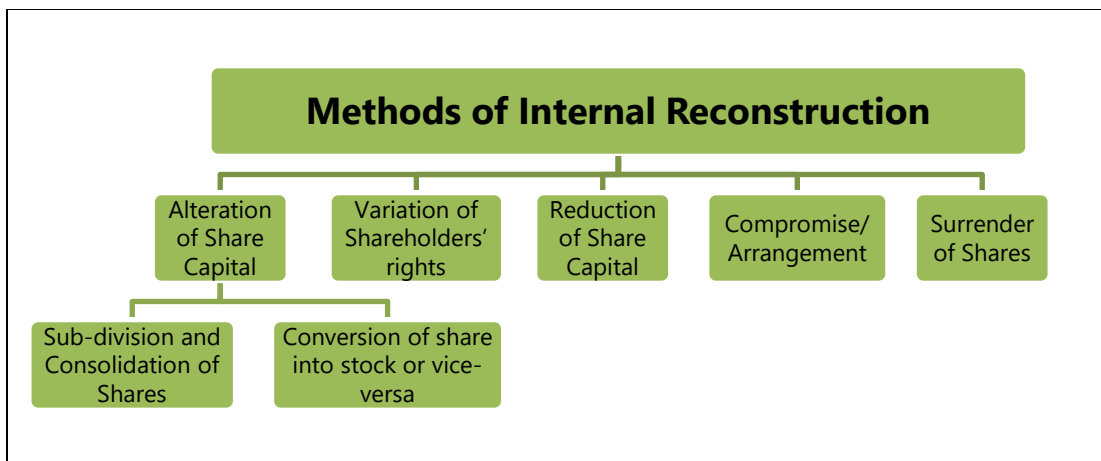 Methods of Internal Reconstruction
Alteration
of Share
Capital
Variation of
Shareholders’
rights
Reduction
of Share
Capital
Compromise/
Arrangement
Surrender
of Shares
Sub-division and
Consolidation of
Shares
Conversion of share
into stock or vice-
versa